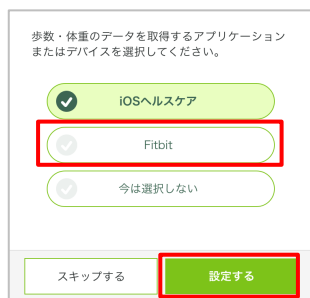 歩数・体重のデータを取得するアプリケーション
またはデバイスを選択してください。
iOSヘルスケア
Fitbit
今は選択しない
スキップする
設定する